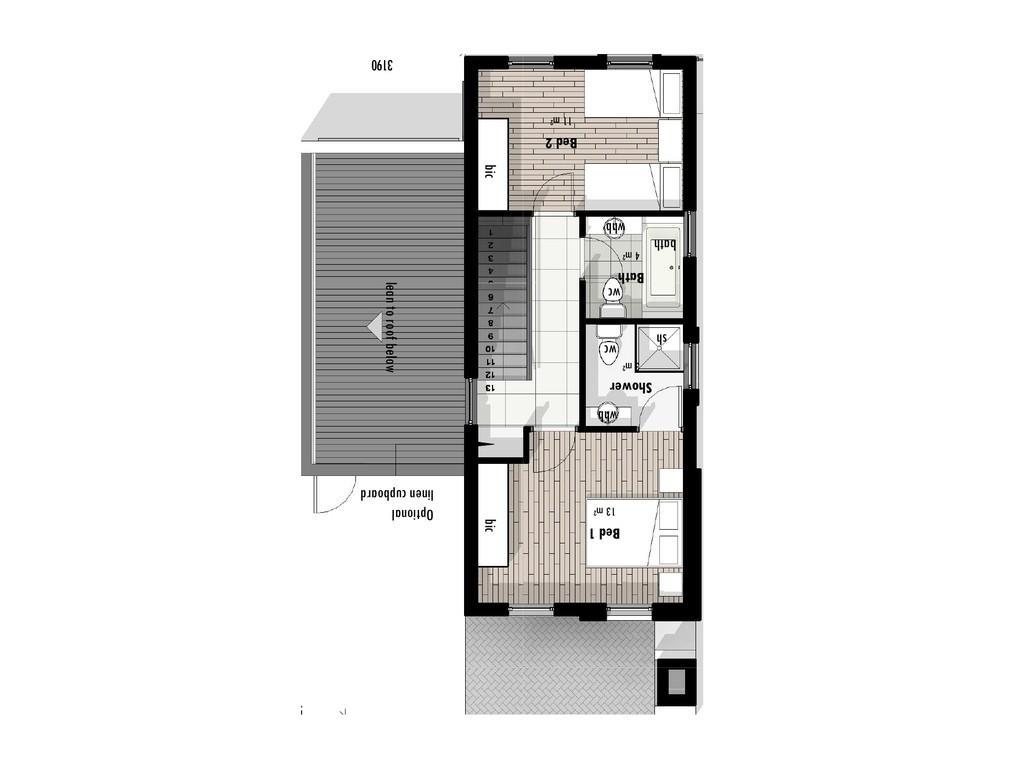 3190
Bed 2
11 m²
bic
1
2
3
4
5
6
7
8
9
10
11
12
13
whb
bath
Bath
4 m²
wc
wc
sh
m²
Shower
whb
lean to roof below
Optional
linen cupboard
bic
Bed 1
13 m²